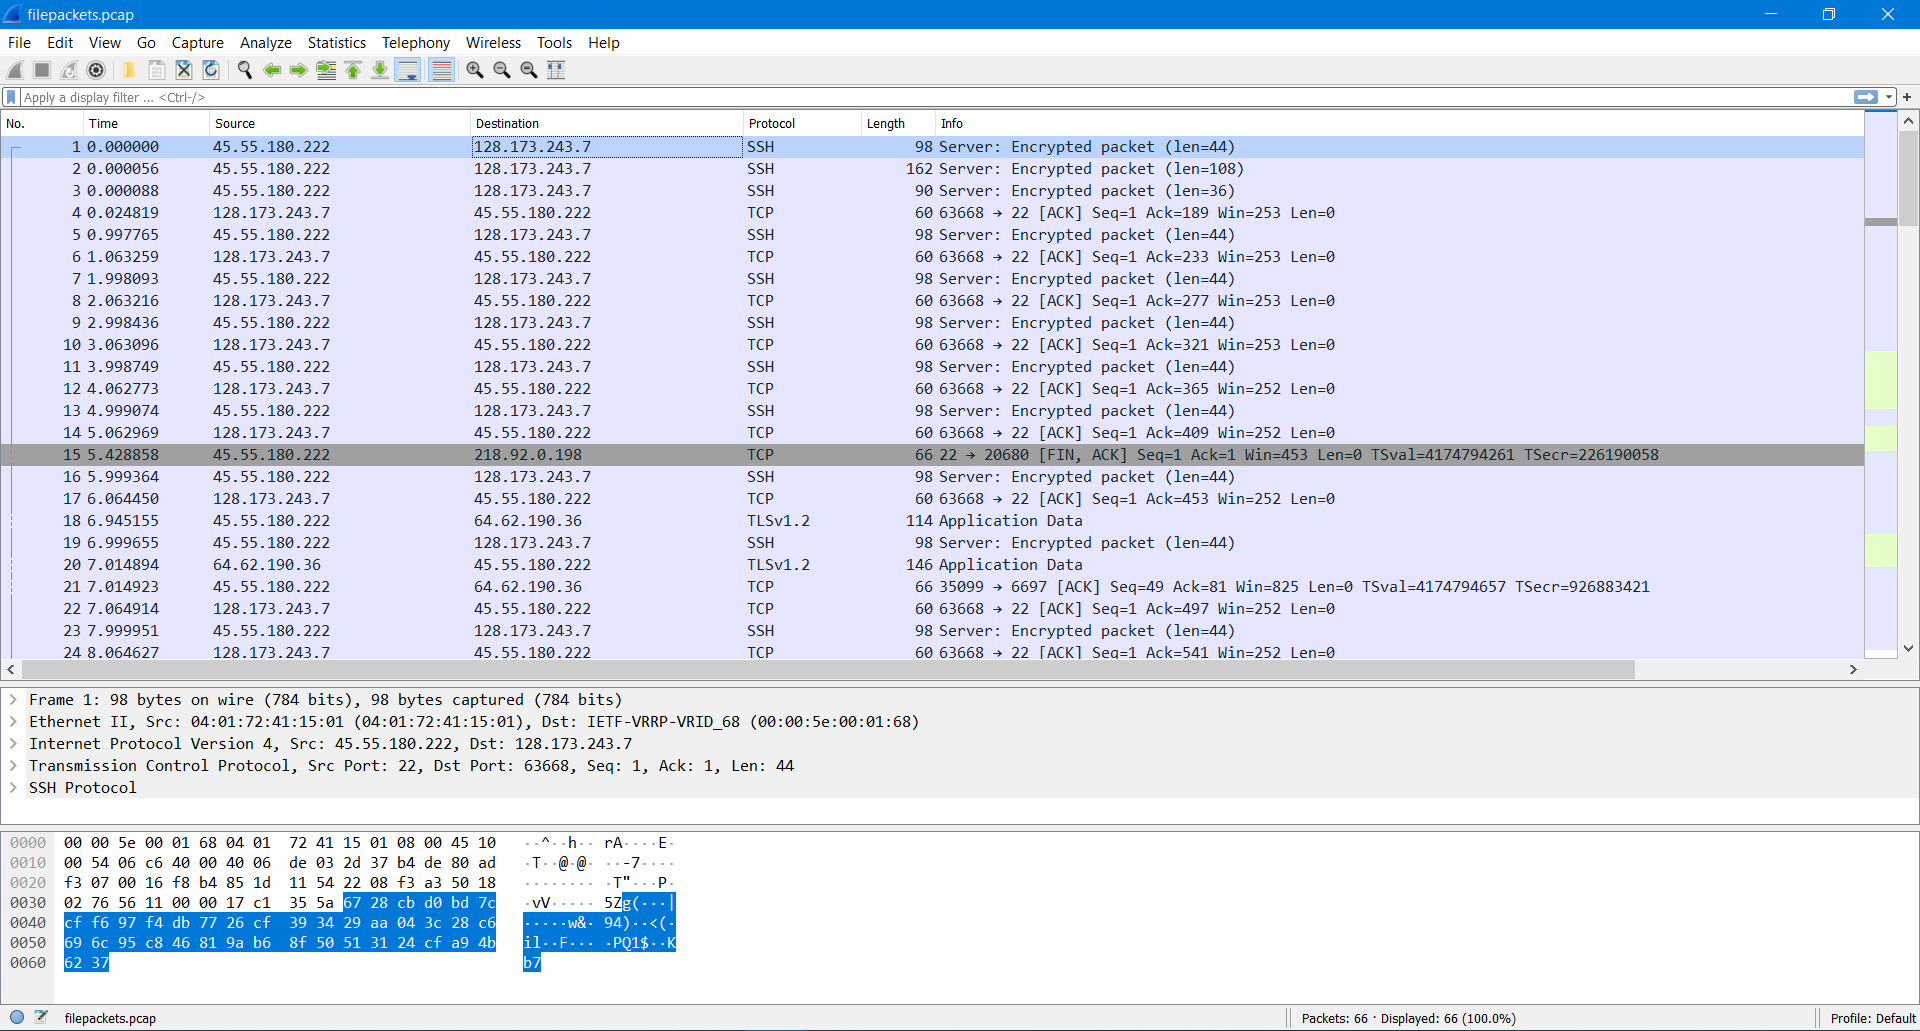 filepackets.pcap
File Edit View Go Capture Analyze Statistics Telephony Wireless Tools Help
Apply a display filter ... <Ctrl-/>
No. Time Source Destination Protocol Length Info
1 0.000000 45.55.180.222 128.173.243.7 SSH 98 Server: Encrypted packet (len=44)
2 0.000056 45.55.180.222 128.173.243.7 SSH 162 Server: Encrypted packet (len=108)
3 0.000088 45.55.180.222 128.173.243.7 SSH 90 Server: Encrypted packet (len=36)
4 0.024819 128.173.243.7 45.55.180.222 TCP 60 63668 → 22 [ACK] Seq=1 Ack=189 Win=253 Len=0
5 0.997765 45.55.180.222 128.173.243.7 SSH 98 Server: Encrypted packet (len=44)
6 1.063259 128.173.243.7 45.55.180.222 TCP 60 63668 → 22 [ACK] Seq=1 Ack=233 Win=253 Len=0
7 1.998093 45.55.180.222 128.173.243.7 SSH 98 Server: Encrypted packet (len=44)
8 2.063216 128.173.243.7 45.55.180.222 TCP 60 63668 → 22 [ACK] Seq=1 Ack=277 Win=253 Len=0
9 2.998436 45.55.180.222 128.173.243.7 SSH 98 Server: Encrypted packet (len=44)
10 3.063096 128.173.243.7 45.55.180.222 TCP 60 63668 → 22 [ACK] Seq=1 Ack=321 Win=253 Len=0
11 3.998749 45.55.180.222 128.173.243.7 SSH 98 Server: Encrypted packet (len=44)
12 4.062773 128.173.243.7 45.55.180.222 TCP 60 63668 → 22 [ACK] Seq=1 Ack=365 Win=252 Len=0
13 4.999074 45.55.180.222 128.173.243.7 SSH 98 Server: Encrypted packet (len=44)
14 5.062969 128.173.243.7 45.55.180.222 TCP 60 63668 → 22 [ACK] Seq=1 Ack=409 Win=252 Len=0
15 5.428858 45.55.180.222 218.92.0.198 TCP 66 22 → 20680 [FIN, ACK] Seq=1 Ack=1 Win=453 Len=0 TSval=4174794261 TSecr=226190058
16 5.999364 45.55.180.222 128.173.243.7 SSH 98 Server: Encrypted packet (len=44)
17 6.064450 128.173.243.7 45.55.180.222 TCP 60 63668 → 22 [ACK] Seq=1 Ack=453 Win=252 Len=0
18 6.945155 45.55.180.222 64.62.190.36 TLSv1.2 114 Application Data
19 6.999655 45.55.180.222 128.173.243.7 SSH 98 Server: Encrypted packet (len=44)
20 7.014894 64.62.190.36 45.55.180.222 TLSv1.2 146 Application Data
21 7.014923 45.55.180.222 64.62.190.36 TCP 66 35099 → 6697 [ACK] Seq=49 Ack=81 Win=825 Len=0 TSval=4174794657 TSecr=926883421
22 7.064914 128.173.243.7 45.55.180.222 TCP 60 63668 → 22 [ACK] Seq=1 Ack=497 Win=252 Len=0
23 7.999951 45.55.180.222 128.173.243.7 SSH 98 Server: Encrypted packet (len=44)
24 8.064627 128.173.243.7 45.55.180.222 TCP 60 63668 → 22 [ACK] Seq=1 Ack=541 Win=252 Len=0
Frame 1: 98 bytes on wire (784 bits), 98 bytes captured (784 bits)
Ethernet II, Src: 04:01:72:41:15:01 (04:01:72:41:15:01), Dst: IETF-VRRP-VRID_68 (00:00:5e:00:01:68)
Internet Protocol Version 4, Src: 45.55.180.222, Dst: 128.173.243.7
Transmission Control Protocol, Src Port: 22, Dst Port: 63668, Seq: 1, Ack: 1, Len: 44
SSH Protocol
0000 00 00 5e 00 01 68 04 01 72 41 15 01 08 00 45 10 ··^··h·· rA····E·
0010 00 54 06 c6 40 00 40 06 de 03 2d 37 b4 de 80 ad ·T··@·@· ··-7····
0020 f3 07 00 16 f8 b4 85 1d 11 54 22 08 f3 a3 50 18 ········ ·T"···P·
0030 02 76 56 11 00 00 17 c1 35 5a 67 28 cb d0 bd 7c ·vV····· 5Zg(···|
0040 cf f6 97 f4 db 77 26 cf 39 34 29 aa 04 3c 28 c6 ·····w&· 94)··<(·
0050 69 6c 95 c8 46 81 9a b6 8f 50 51 31 24 cf a9 4b il··F··· ·PQ1$··K
0060 62 37 b7
filepackets.pcap Packets: 66 · Displayed: 66 (100.0%) Profile: Default